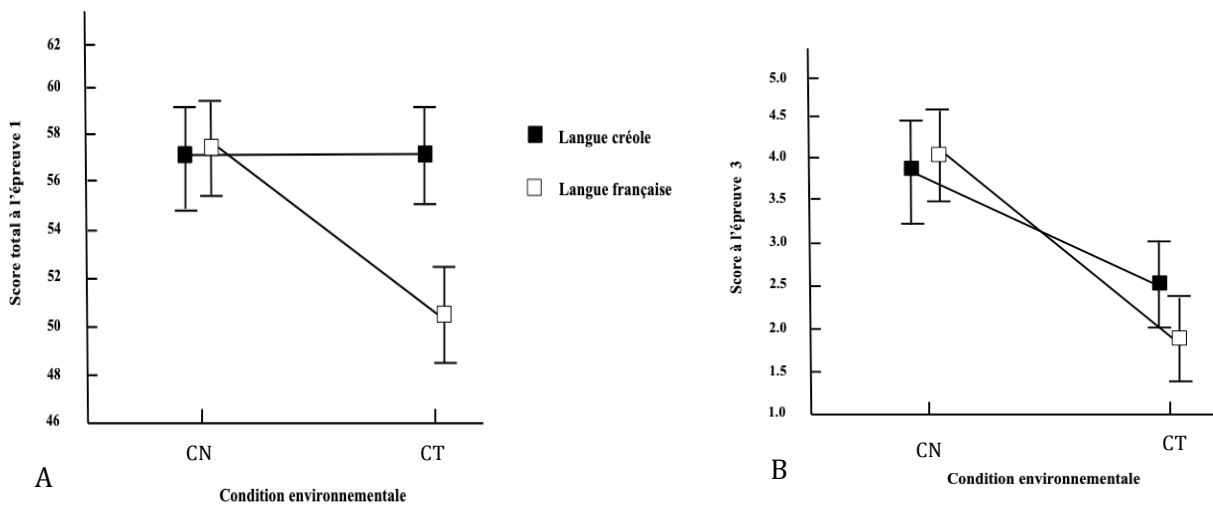 62
60
58
56
54
52
50
48
46
Score total à l'épreuve 1
CN
CT
A
Condition environnementale
Langue créole
Langue française
5.0
4.5
4.0
3.5
3.0
2.5
2.0
1.5
1.0
Score à l'épreuve 3
CN
CT
B
Condition environnementale